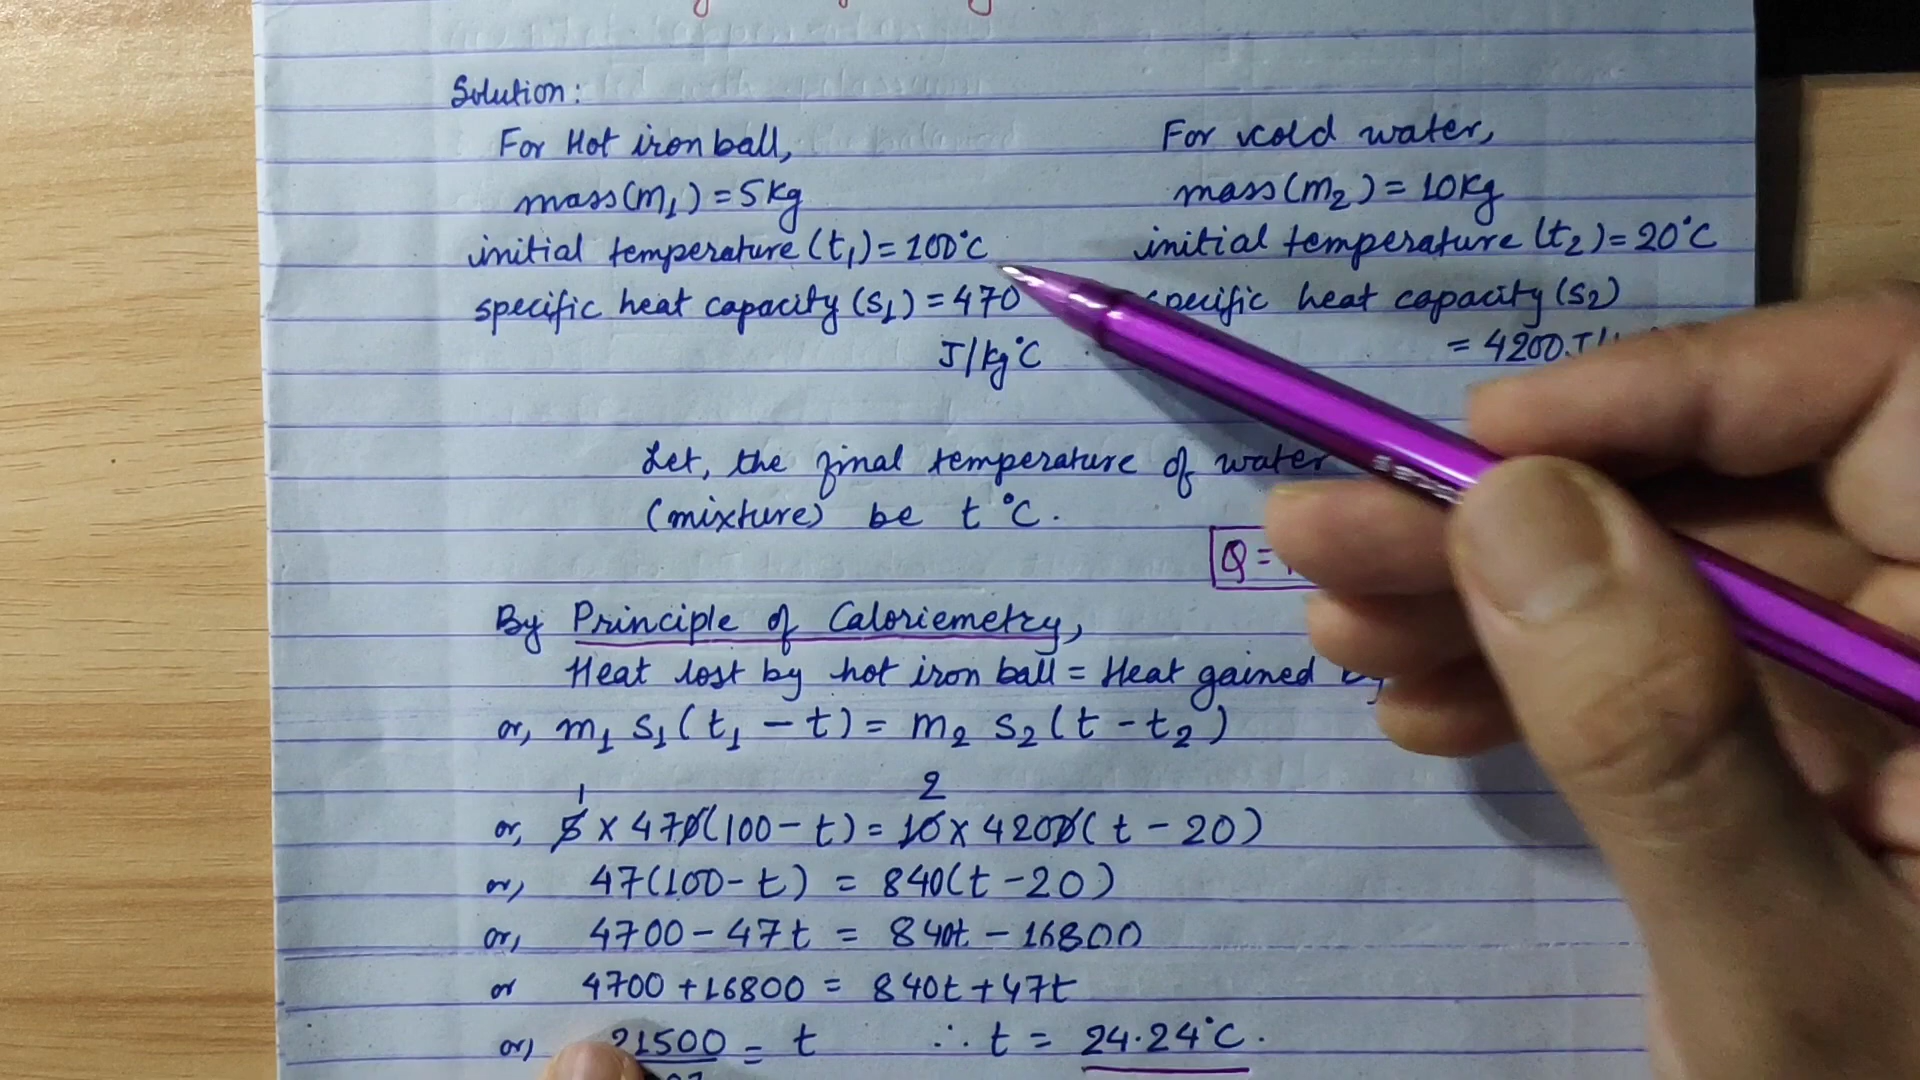 Solution:
For Hot iron ball,
mass(m₁) = 5kg
initial temperature (t₁) = 100°C
specific heat capacity (s₁) = 470
J/kg°C
For cold water,
mass(m₂) = 10kg
initial temperature (t₂) = 20°C
specific heat capacity (s₂)
= 4200 J/
Let, the final temperature of water
(mixture) be t °C.
Q =
By Principle of Caloriemetry,
Heat lost by hot iron ball = Heat gained by
or, m₁ s₁ (t₁ - t) = m₂ s₂ (t - t₂)
1 2
or, 5 x 470(100 - t) = 10 x 4200(t - 20)
or, 47(100 - t) = 840(t - 20)
or, 4700 - 47t = 840t - 16800
or 4700 + 16800 = 840t + 47t
or, 21500 = t ∴ t = 24.24°C.